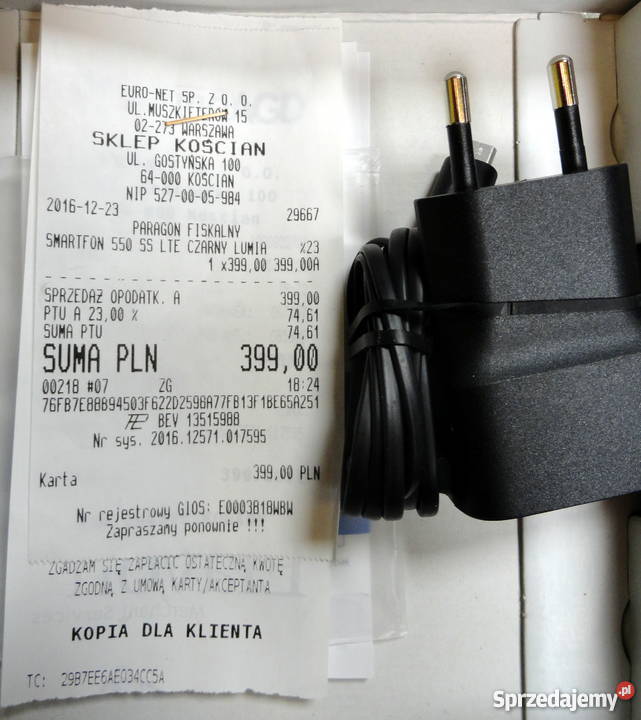 EURO-NET SP. Z O.O.
UL.MUSZKIETERÓW 15
02-273 WARSZAWA
SKLEP KOŚCIAN
UL. GOSTYŃSKA 100
64-000 KOŚCIAN
NIP 527-00-05-984
2016-12-23 29667
PARAGON FISKALNY
SMARTFON 550 SS LTE CZARNY LUMIA %23
1 x399,00 399,00A
SPRZEDAŻ OPODATK. A 399,00
PTU A 23,00 % 74,61
SUMA PTU 74,61
SUMA PLN 399,00
00218 #07 ZG 18:24
76FB7E88B94503F622D2598A77FB13F1BE65A251
BEV 13515988
Nr sys. 2016.12571.017595
Karta 399,00 PLN
Nr rejestrowy GIOS: E0003818WBW
Zapraszamy ponownie !!!
ZGADZAM SIĘ ZAPŁACIĆ OSTATECZNĄ KWOTĘ
ZGODNĄ Z UMOWĄ KARTY/AKCEPTANTA
KOPIA DLA KLIENTA
TC: 29B7EE6AE034CC5A
Sprzedajemy.pl